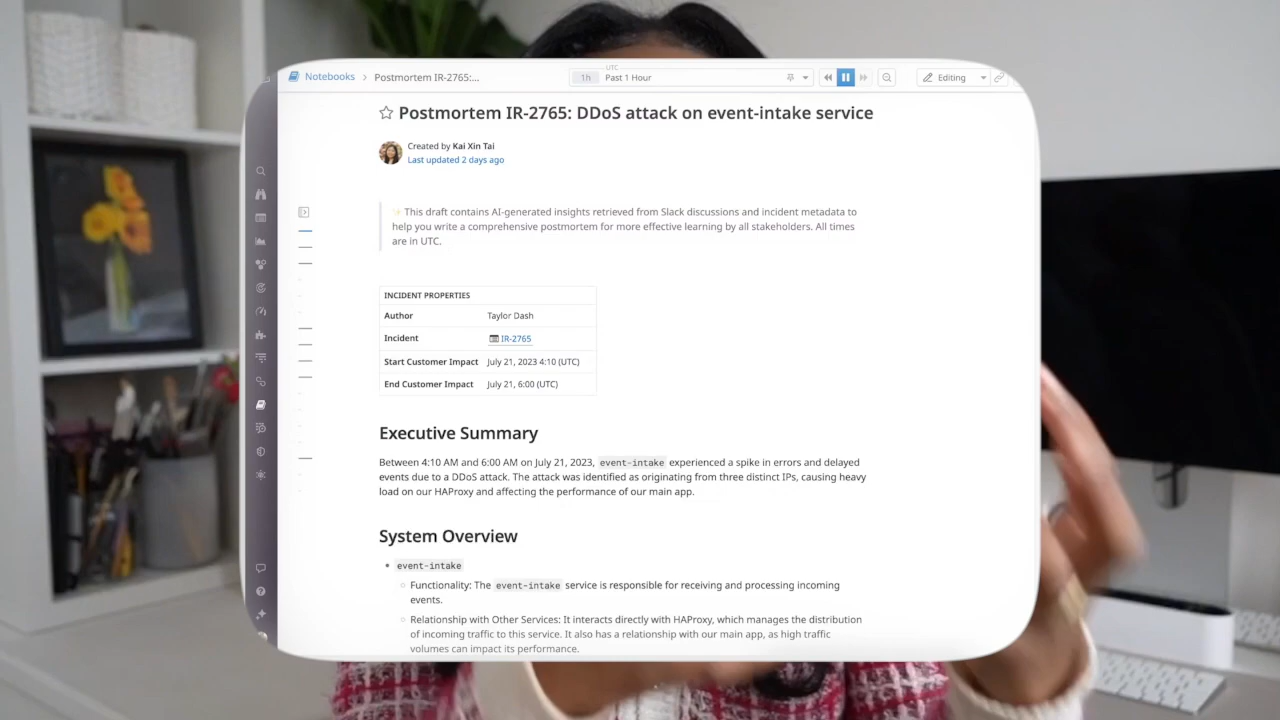 UTC
Notebooks > Postmortem IR-2765:...
1h Past 1 Hour
Editing
Postmortem IR-2765: DDoS attack on event-intake service
Created by Kai Xin Tai
Last updated 2 days ago
✨ This draft contains AI-generated insights retrieved from Slack discussions and incident metadata to
help you write a comprehensive postmortem for more effective learning by all stakeholders. All times
are in UTC.
INCIDENT PROPERTIES
Author Taylor Dash
Incident IR-2765
Start Customer Impact July 21, 2023 4:10 (UTC)
End Customer Impact July 21, 6:00 (UTC)
Executive Summary
Between 4:10 AM and 6:00 AM on July 21, 2023, event-intake experienced a spike in errors and delayed
events due to a DDoS attack. The attack was identified as originating from three distinct IPs, causing heavy
load on our HAProxy and affecting the performance of our main app.
System Overview
• event-intake
○ Functionality: The event-intake service is responsible for receiving and processing incoming
events.
○ Relationship with Other Services: It interacts directly with HAProxy, which manages the distribution
of incoming traffic to this service. It also has a relationship with our main app, as high traffic
volumes can impact its performance.